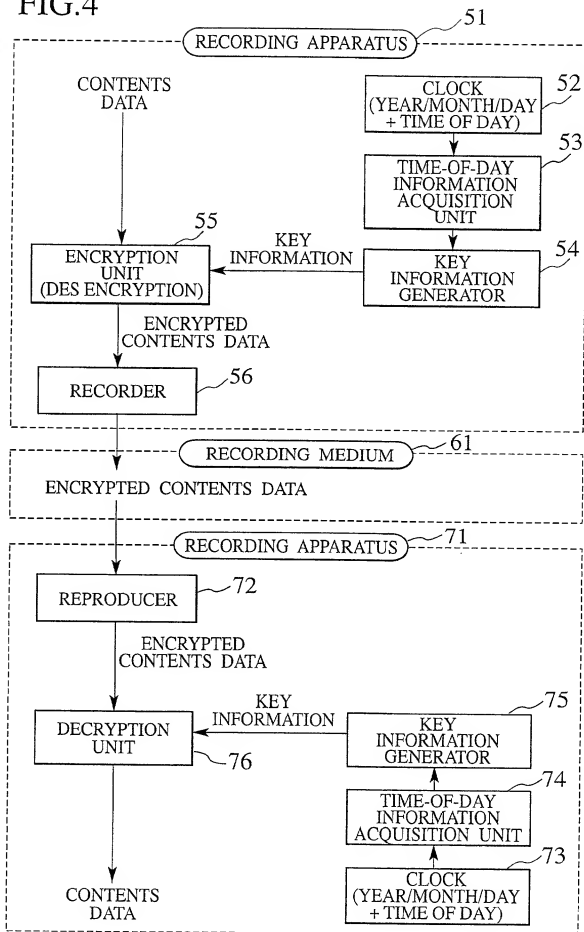 FIG.4
51
RECORDING APPARATUS
CONTENTS
DATA
CLOCK
(YEAR/MONTH/DAY
+ TIME OF DAY)
52
53
TIME-OF-DAY
INFORMATION
ACQUISITION
UNIT
55
KEY
INFORMATION
54
ENCRYPTION
UNIT
(DES ENCRYPTION)
KEY
INFORMATION
GENERATOR
ENCRYPTED
CONTENTS DATA
56
RECORDER
61
RECORDING MEDIUM
ENCRYPTED CONTENTS DATA
71
RECORDING APPARATUS
72
REPRODUCER
ENCRYPTED
CONTENTS DATA
KEY
INFORMATION
75
DECRYPTION
UNIT
76
KEY
INFORMATION
GENERATOR
74
TIME-OF-DAY
INFORMATION
ACQUISITION UNIT
73
CONTENTS
DATA
CLOCK
(YEAR/MONTH/DAY
+ TIME OF DAY)